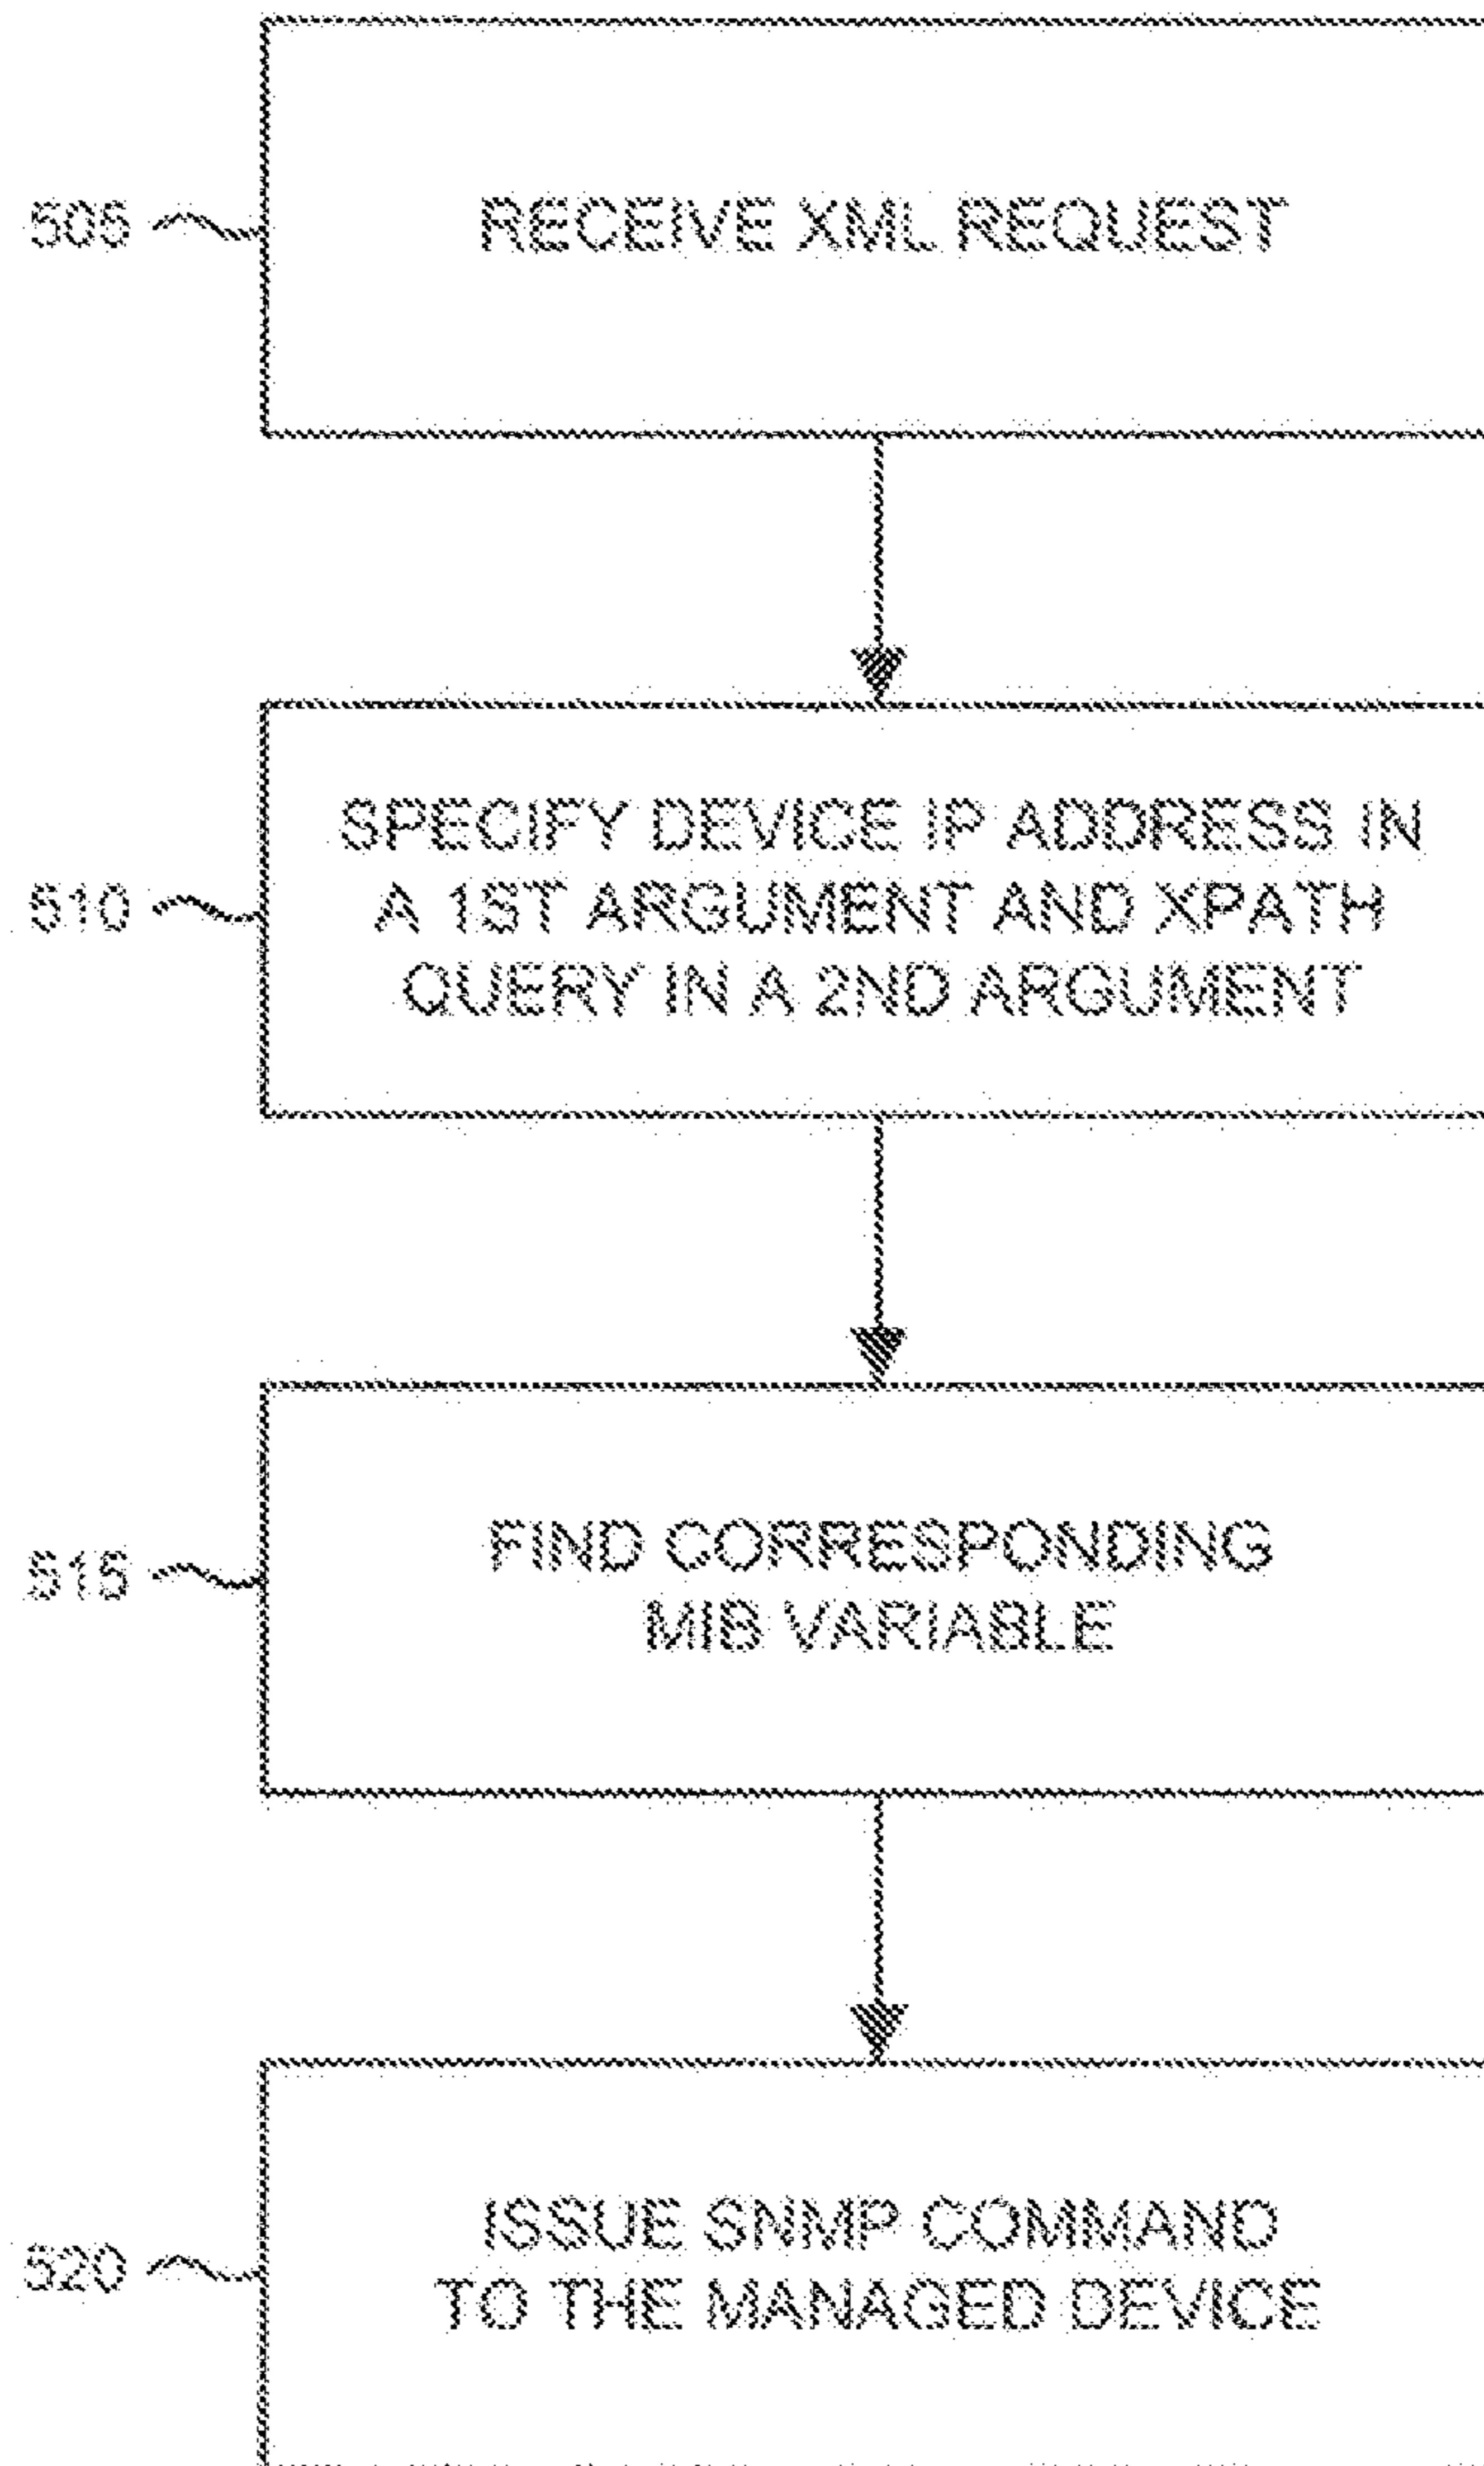 505
RECEIVE XML REQUEST
510
SPECIFY DEVICE IP ADDRESS IN
A 1ST ARGUMENT AND XPATH
QUERY IN A 2ND ARGUMENT
515
FIND CORRESPONDING
MIB VARIABLE
520
ISSUE SNMP COMMAND
TO THE MANAGED DEVICE